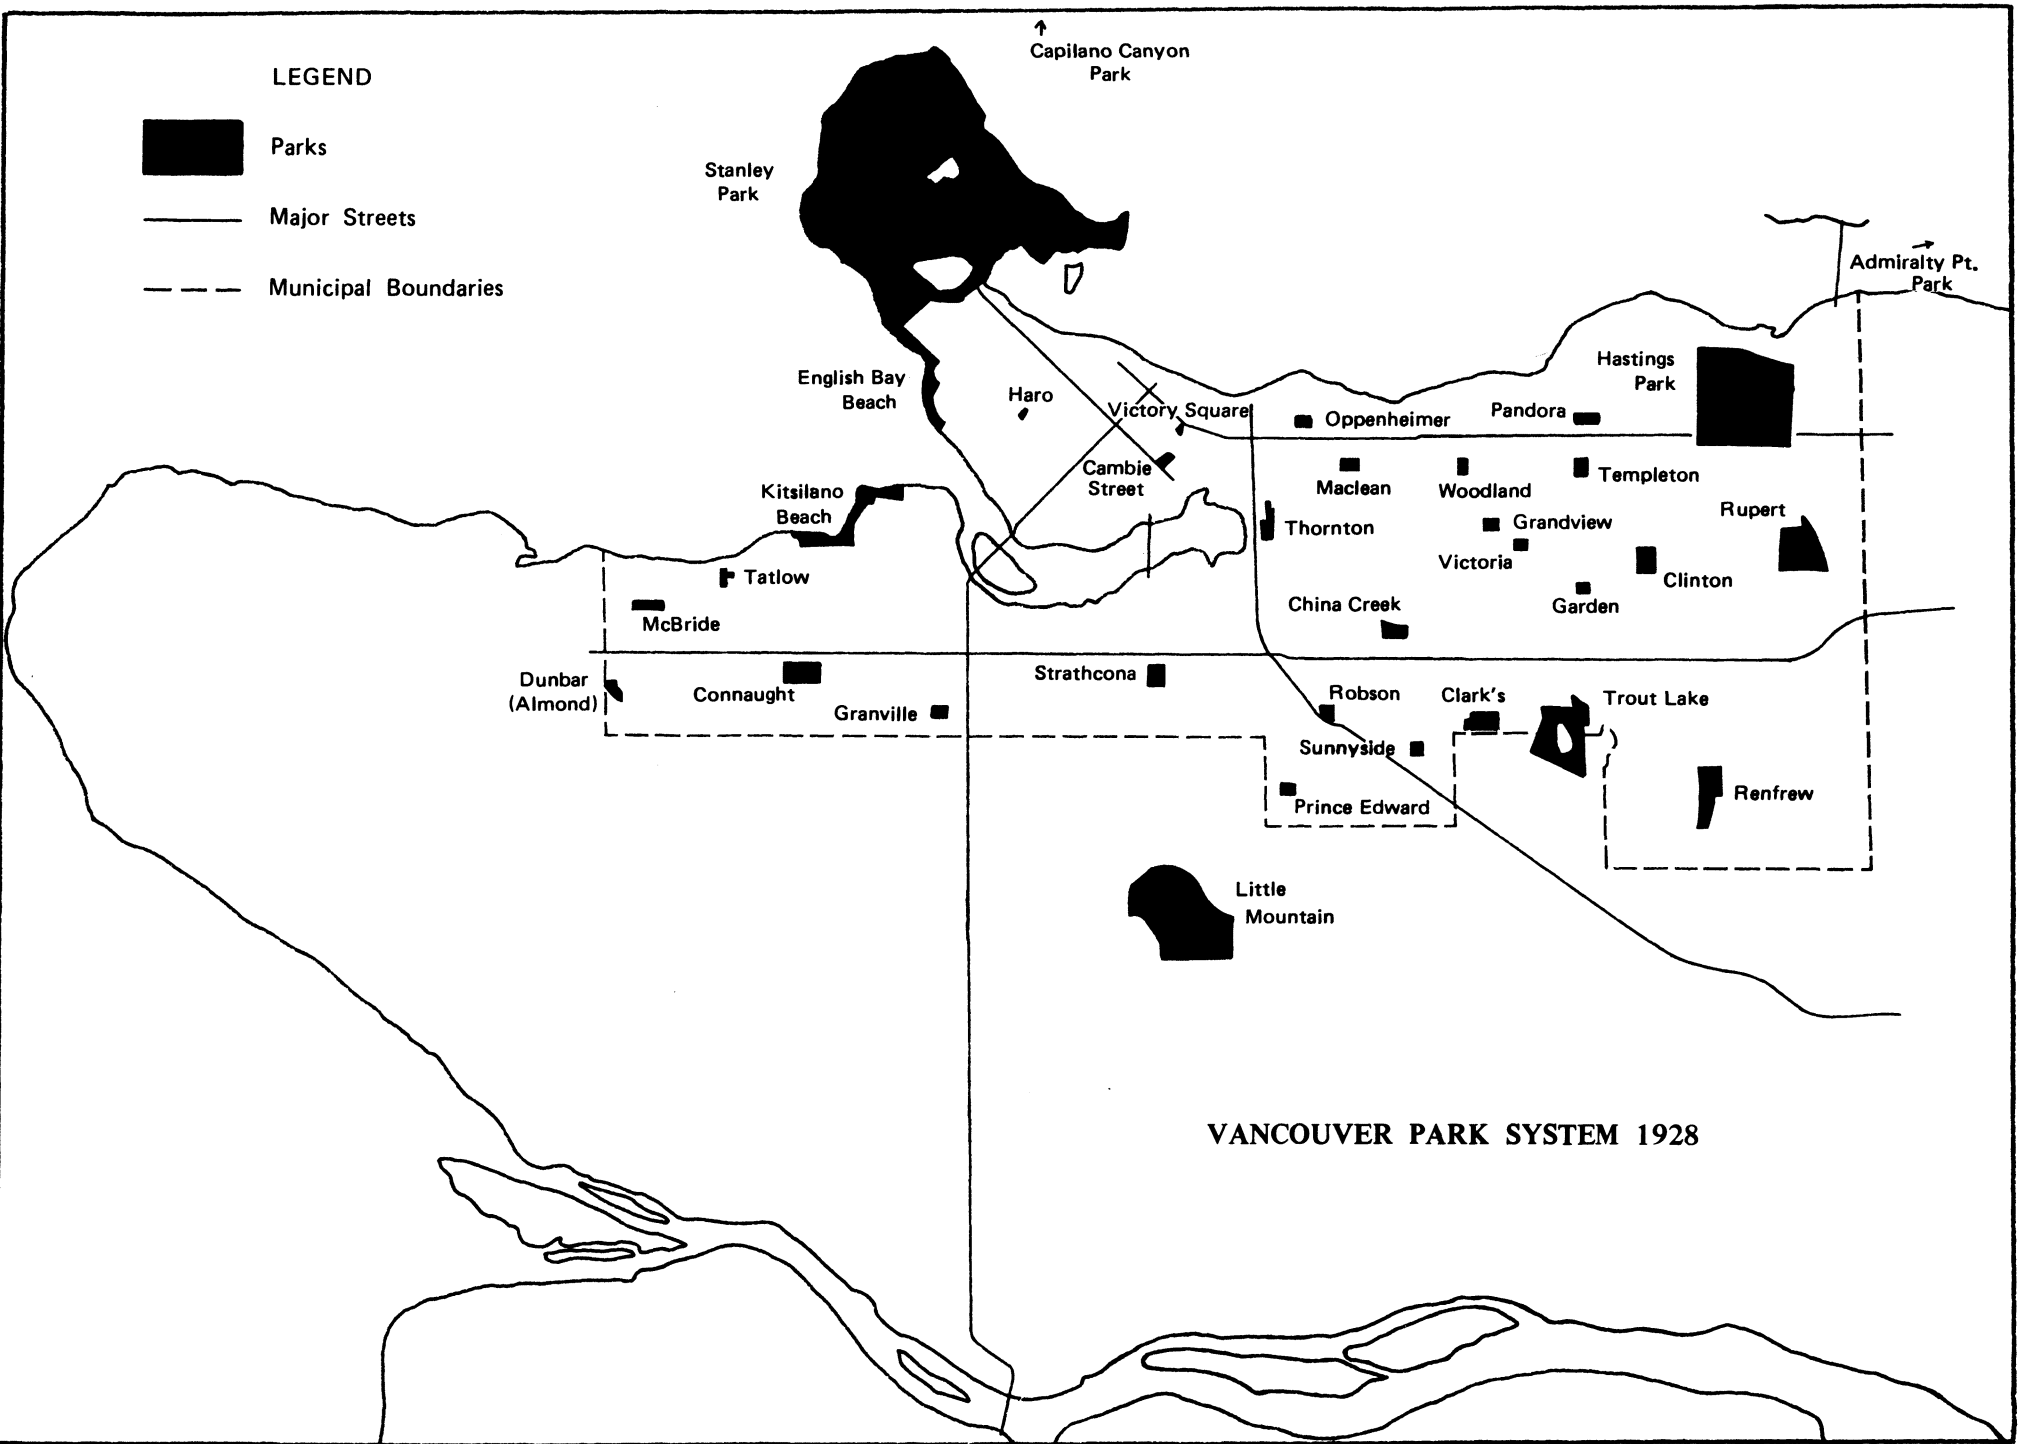 ↑
Capilano Canyon
Park
LEGEND
Parks
Major Streets
Municipal Boundaries
Stanley
Park
→
Admiralty Pt.
Park
Hastings
Park
English Bay
Beach
Haro
Victory Square
Oppenheimer
Pandora
Cambie
Street
Maclean
Woodland
Templeton
Kitsilano
Beach
Thornton
Grandview
Rupert
Victoria
Clinton
Tatlow
McBride
China Creek
Garden
Dunbar
(Almond)
Connaught
Granville
Strathcona
Robson
Clark's
Trout Lake
Sunnyside
Prince Edward
Renfrew
Little
Mountain
VANCOUVER PARK SYSTEM 1928